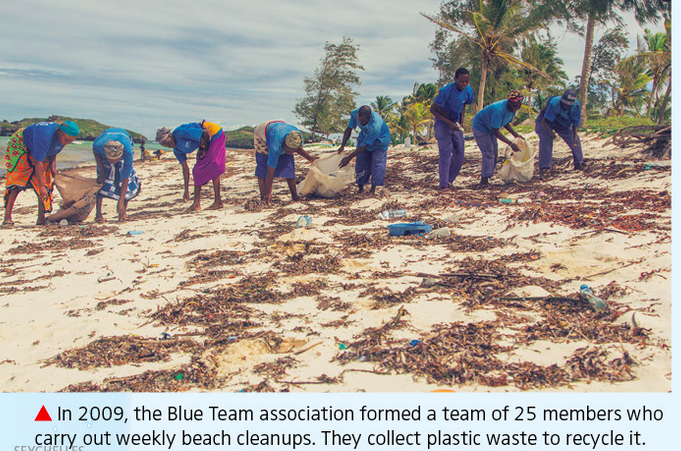 ▲ In 2009, the Blue Team association formed a team of 25 members who
carry out weekly beach cleanups. They collect plastic waste to recycle it.
SEYCHELLES